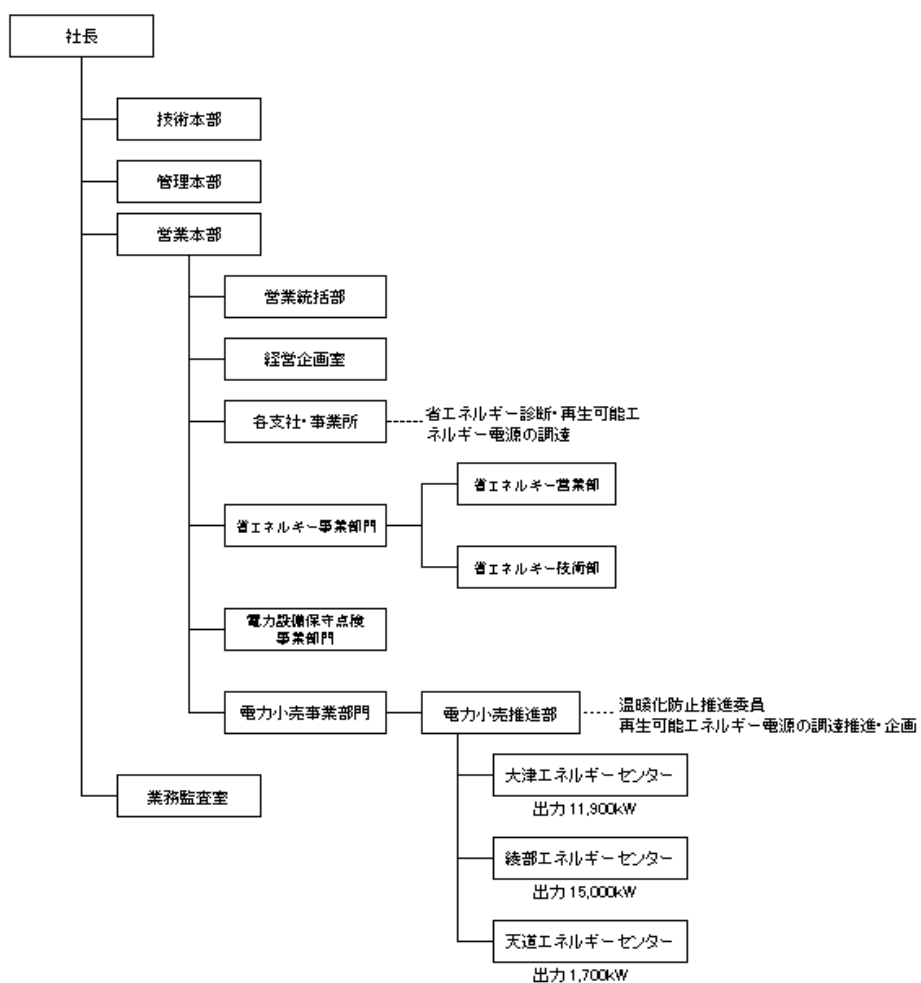 社長
技術本部
管理本部
営業本部
営業統括部
経営企画室
各支社・事業所
省エネルギー診断・再生可能エ
ネルギー電源の調達
省エネルギー営業部
省エネルギー事業部門
省エネルギー技術部
電力設備保守点検
事業部門
電力小売事業部門
電力小売推進部
温暖化防止推進委員
再生可能エネルギー電源の調達推進・企画
大津エネルギーセンター
出力 11,900kW
業務監査室
綾部エネルギーセンター
出力 15,000kW
天道エネルギーセンター
出力 1,700kW